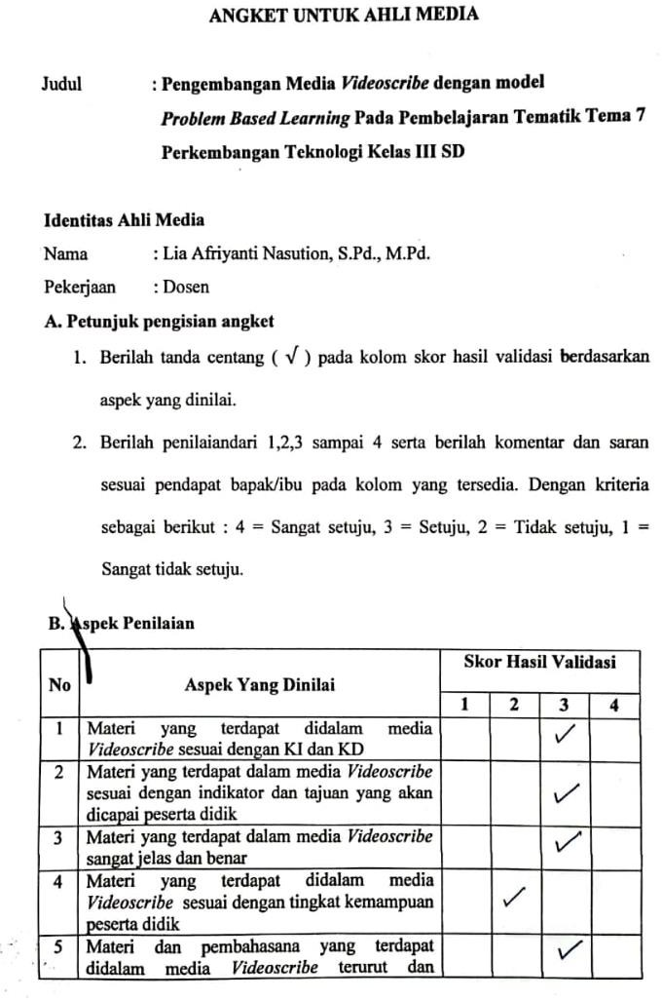 ANGKET UNTUK AHLI MEDIA
Judul : Pengembangan Media Videoscribe dengan model
Problem Based Learning Pada Pembelajaran Tematik Tema 7
Perkembangan Teknologi Kelas III SD
Identitas Ahli Media
Nama : Lia Afriyanti Nasution, S.Pd., M.Pd.
Pekerjaan : Dosen
A. Petunjuk pengisian angket
1. Berilah tanda centang ( √ ) pada kolom skor hasil validasi berdasarkan
aspek yang dinilai.
2. Berilah penilaiandari 1,2,3 sampai 4 serta berilah komentar dan saran
sesuai pendapat bapak/ibu pada kolom yang tersedia. Dengan kriteria
sebagai berikut : 4 = Sangat setuju, 3 = Setuju, 2 = Tidak setuju, 1 =
Sangat tidak setuju.
B. Aspek Penilaian
No Aspek Yang Dinilai Skor Hasil Validasi
1 2 3 4
1 Materi yang terdapat didalam media
Videoscribe sesuai dengan KI dan KD ✓
2 Materi yang terdapat dalam media Videoscribe
sesuai dengan indikator dan tajuan yang akan ✓
dicapai peserta didik
3 Materi yang terdapat dalam media Videoscribe ✓
sangat jelas dan benar
4 Materi yang terdapat didalam media
Videoscribe sesuai dengan tingkat kemampuan ✓
peserta didik
5 Materi dan pembahasana yang terdapat ✓
didalam media Videoscribe terurut dan